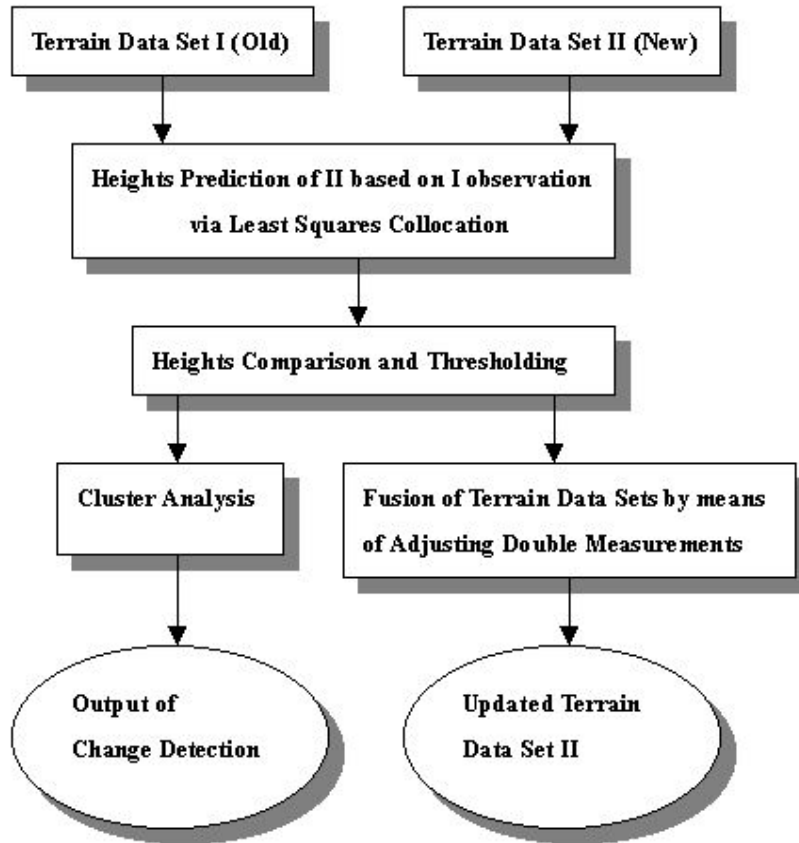 Terrain Data Set I (Old)
Terrain Data Set II (New)
Heights Prediction of II based on I observation
via Least Squares Collocation
Heights Comparison and Thresholding
Cluster Analysis
Fusion of Terrain Data Sets by means
of Adjusting Double Measurements
Output of
Change Detection
Updated Terrain
Data Set II